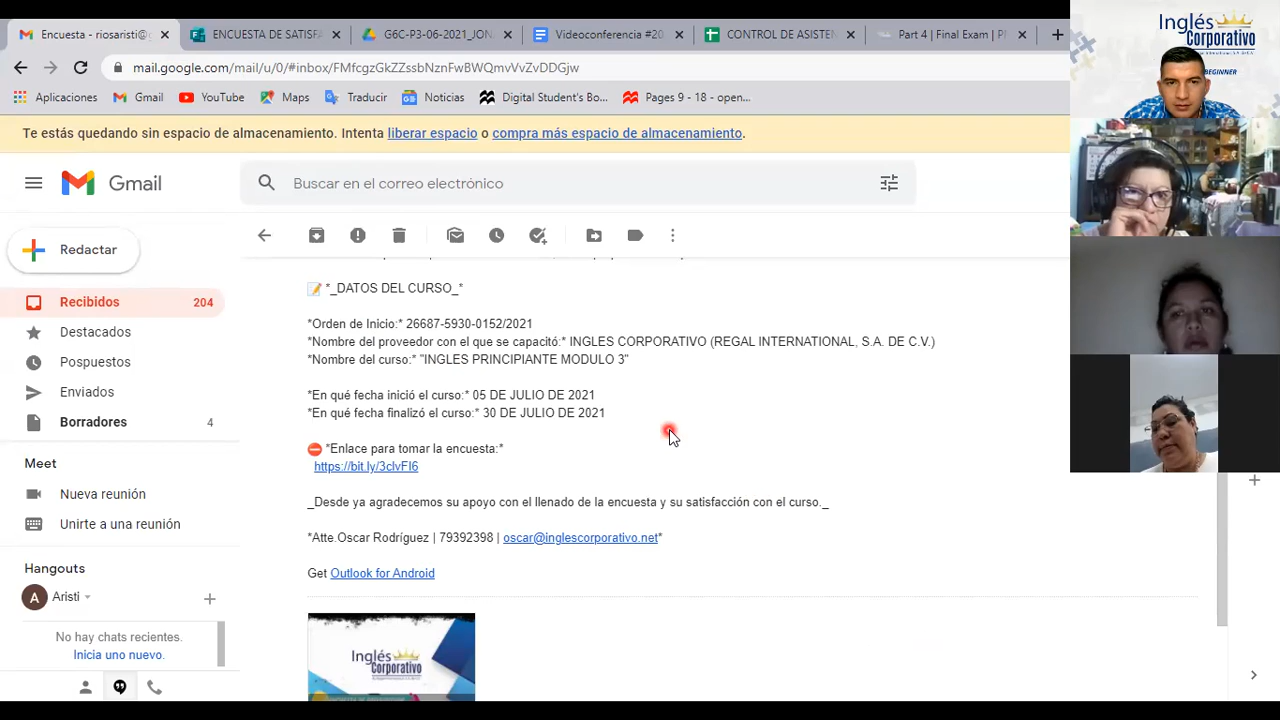 Encuesta - riosaristi@g
ENCUESTA DE SATISFA
G6C-P3-06-2021_JON
Videoconferencia #20
CONTROL DE ASISTEN
Part 4 | Final Exam | P
mail.google.com/mail/u/0/#inbox/FMfcgzGkZZssbNznFwBWQmVvZvDDGjw
Aplicaciones
Gmail
YouTube
Maps
Traducir
Noticias
Digital Student's Bo...
Pages 9 - 18 - open...
Te estás quedando sin espacio de almacenamiento. Intenta liberar espacio o compra más espacio de almacenamiento.
Gmail
Buscar en el correo electrónico
Redactar
Recibidos 204
Destacados
Pospuestos
Enviados
Borradores 4
Meet
Nueva reunión
Unirte a una reunión
Hangouts
A Aristi
No hay chats recientes.
Inicia uno nuevo.
*_DATOS DEL CURSO_*
*Orden de Inicio:* 26687-5930-0152/2021
*Nombre del proveedor con el que se capacitó:* INGLES CORPORATIVO (REGAL INTERNATIONAL, S.A. DE C.V.)
*Nombre del curso:* "INGLES PRINCIPIANTE MODULO 3"
*En qué fecha inició el curso:* 05 DE JULIO DE 2021
*En qué fecha finalizó el curso:* 30 DE JULIO DE 2021
*Enlace para tomar la encuesta:*
https://bit.ly/3clvFI6
_Desde ya agradecemos su apoyo con el llenado de la encuesta y su satisfacción con el curso._
*Atte.Oscar Rodríguez | 79392398 | oscar@inglescorporativo.net*
Get Outlook for Android
Inglés
Corporativo
Inglés
Corporativo
BEGINNER